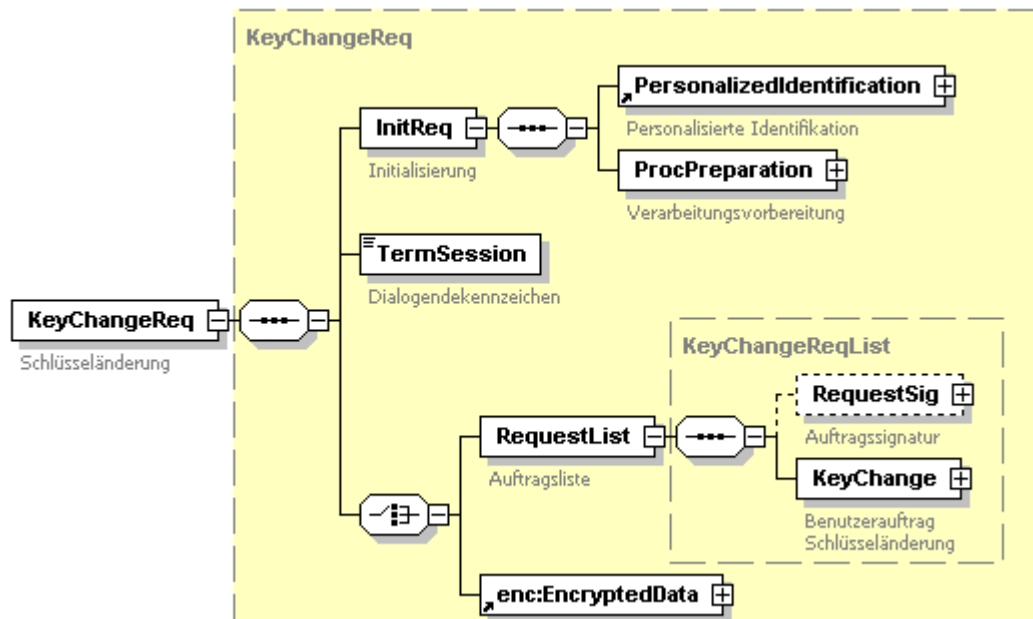 KeyChangeReq
PersonalizedIdentification
InitReq
Personalisierte Identifikation
Initialisierung
ProcPreparation
Verarbeitungsvorbereitung
TermSession
Dialogendekennzeichen
KeyChangeReq
Schlüsseländerung
KeyChangeReqList
RequestSig
RequestList
Auftragssignatur
Auftragsliste
KeyChange
Benutzerauftrag
Schlüsseländerung
enc:EncryptedData